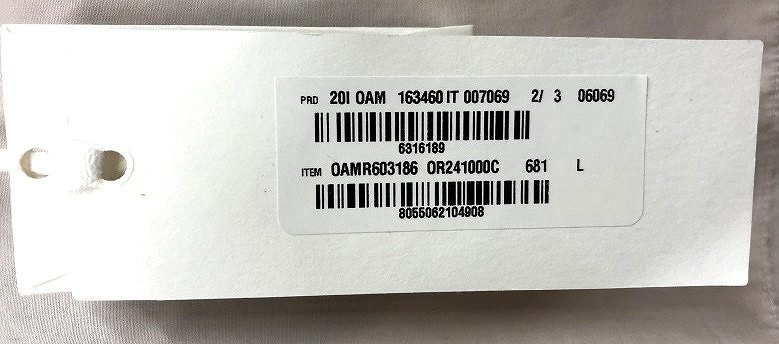 PRD 20I OAM 163460 IT 007069 2/ 3 06069
6316189
ITEM OAMR603186 OR241000C 681 L
8055062104908